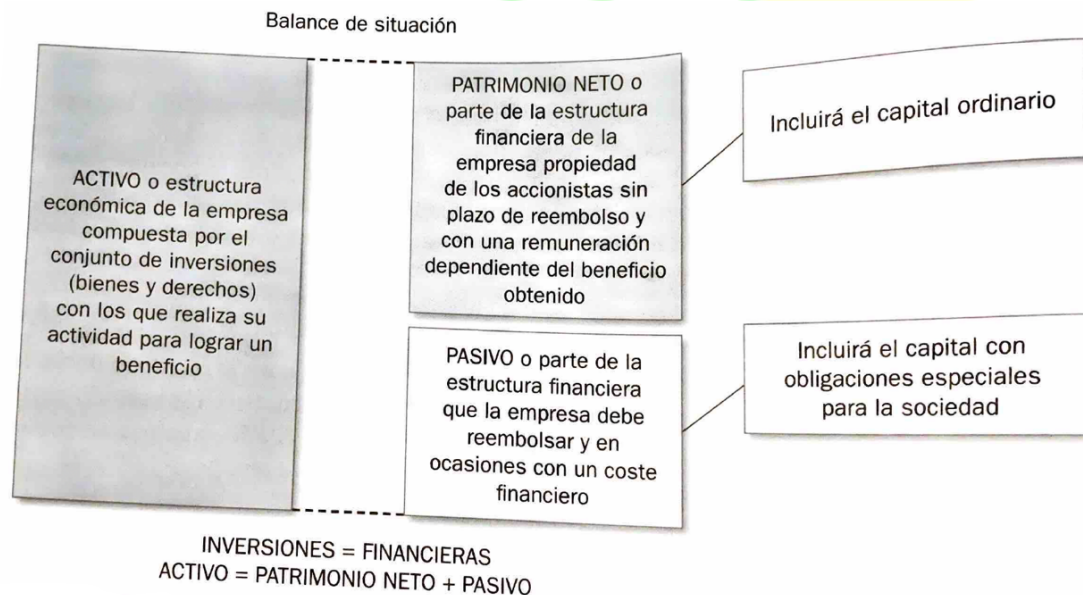 Balance de situación
ACTIVO o estructura
económica de la empresa
compuesta por el
conjunto de inversiones
(bienes y derechos)
con los que realiza su
actividad para lograr un
beneficio
PATRIMONIO NETO o
parte de la estructura
financiera de la
empresa propiedad
de los accionistas sin
plazo de reembolso y
con una remuneración
dependiente del beneficio
obtenido
Incluirá el capital ordinario
PASIVO o parte de la
estructura financiera
que la empresa debe
reembolsar y en
ocasiones con un coste
financiero
Incluirá el capital con
obligaciones especiales
para la sociedad
INVERSIONES = FINANCIERAS
ACTIVO = PATRIMONIO NETO + PASIVO